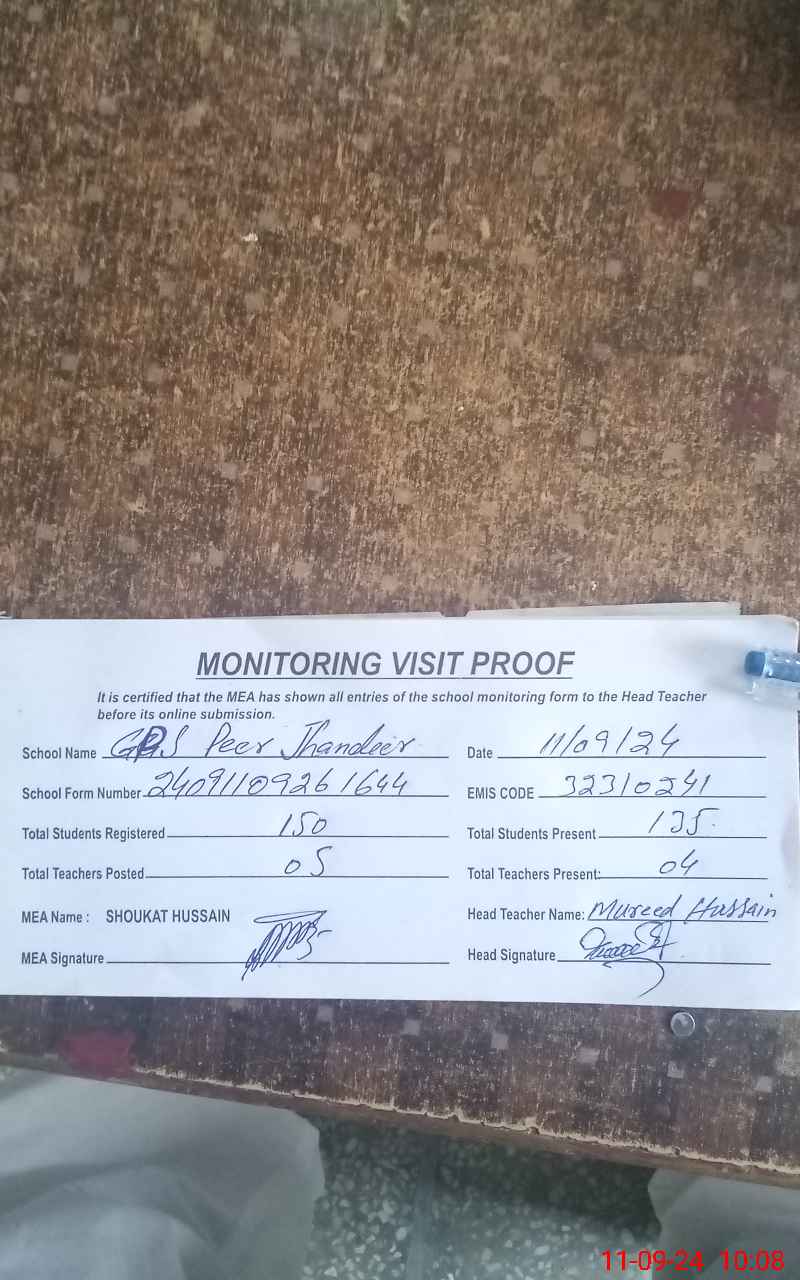 MONITORING VISIT PROOF
It is certified that the MEA has shown all entries of the school monitoring form to the Head Teacher
before its online submission.
School Name GPS Peer Jhandeer Date 11/09/24
School Form Number 24091109261644 EMIS CODE 32310241
Total Students Registered 150 Total Students Present 135
Total Teachers Posted 05 Total Teachers Present: 04
MEA Name : SHOUKAT HUSSAIN Head Teacher Name: Mureed Hussain
MEA Signature Head Signature
11-09-24 10:08